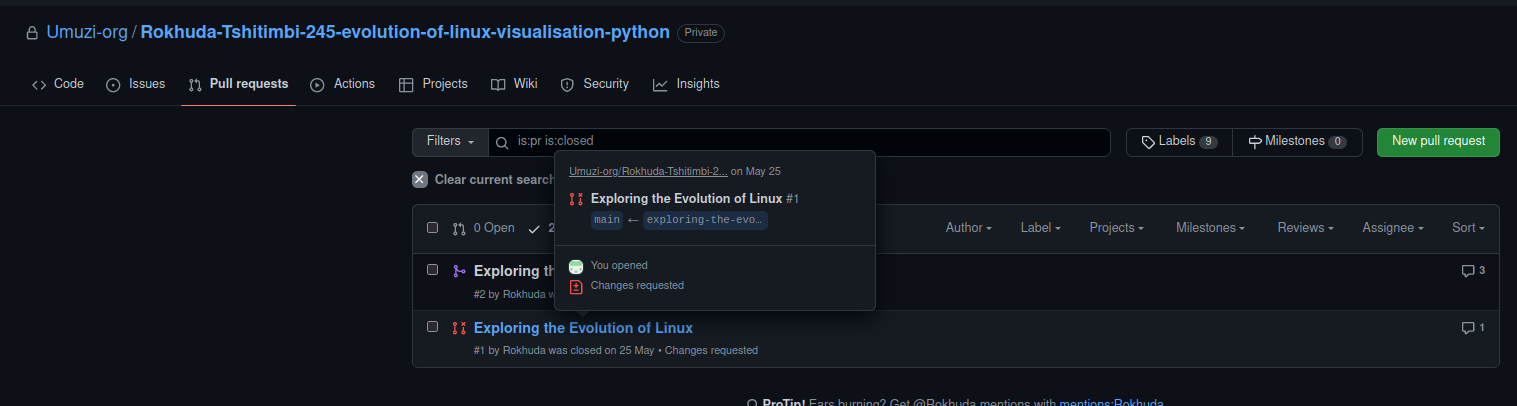 Umuzi-org / Rokhuda-Tshitimbi-245-evolution-of-linux-visualisation-python Private
Code Issues Pull requests Actions Projects Wiki Security Insights
Filters is:pr is:closed Labels 9 Milestones 0 New pull request
Umuzi-org/Rokhuda-Tshitimbi-2... on May 25
Clear current search
Exploring the Evolution of Linux #1
main ← exploring-the-evo…
0 Open 2 Author Label Projects Milestones Reviews Assignee Sort
You opened
Exploring th 3
Changes requested
#2 by Rokhuda w
Exploring the Evolution of Linux 1
#1 by Rokhuda was closed on 25 May • Changes requested
ProTip! Ears burning? Get @Rokhuda mentions with mentions:Rokhuda